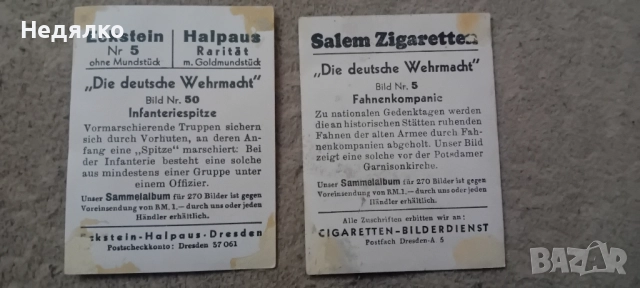 Недялко
Eckstein
Nr 5
ohne Mundstück
Halpaus
Rarität
m. Goldmundstück
„Die deutsche Wehrmacht"
Bild Nr. 50
Infanteriespitze
Vormarschierende Truppen sichern
sich durch Vorhuten, an deren An-
fang eine „Spitze" marschiert: Bei
der Infanterie besteht eine solche
aus mindestens einer Gruppe unter
einem Offizier.
Unser Sammelalbum für 270 Bilder ist gegen
Voreinsendung von RM. 1.— durch uns oder jeden
Händler erhältlich.
Eckstein-Halpaus-Dresden
Postscheckkonto: Dresden 57 061
Salem Zigaretten
„Die deutsche Wehrmacht"
Bild Nr. 5
Fahnenkompanie
Zu nationalen Gedenktagen werden
die an historischen Stätten ruhenden
Fahnen der alten Armee durch Fah-
nenkompanien abgeholt. Unser Bild
zeigt eine solche vor der Potsdamer
Garnisonkirche.
Unser Sammelalbum für 270 Bilder ist gegen
Voreinsendung von RM. 1.— durch uns oder jeden
Händler erhältlich.
Alle Zuschriften erbitten wir an:
CIGARETTEN-BILDERDIENST
Postfach Dresden-A 5
BAZAR
bg